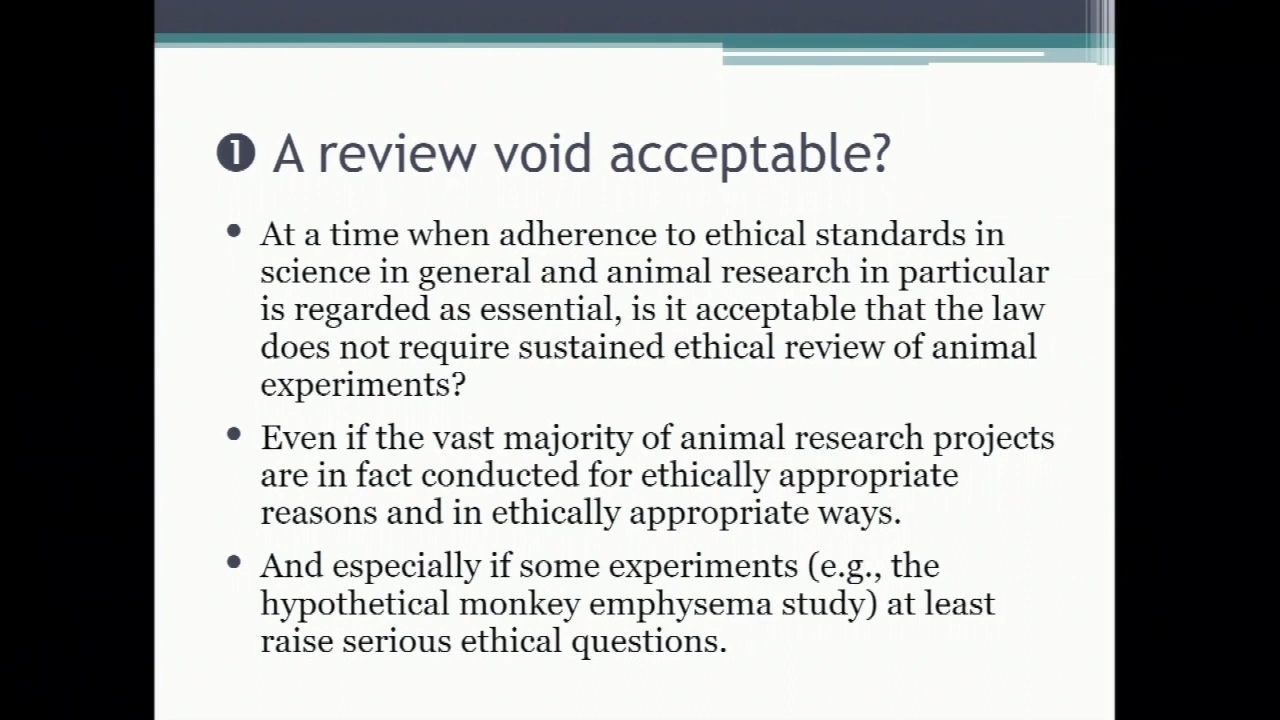 ❶ A review void acceptable?
• At a time when adherence to ethical standards in
science in general and animal research in particular
is regarded as essential, is it acceptable that the law
does not require sustained ethical review of animal
experiments?
• Even if the vast majority of animal research projects
are in fact conducted for ethically appropriate
reasons and in ethically appropriate ways.
• And especially if some experiments (e.g., the
hypothetical monkey emphysema study) at least
raise serious ethical questions.